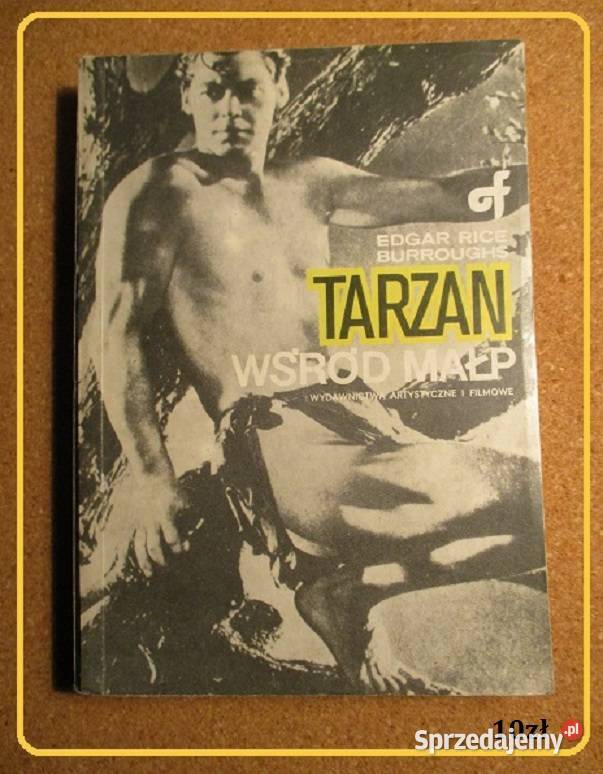 EDGAR RICE
BURROUGHS
TARZAN
WŚRÓD MAŁP
WYDAWNICTWA ARTYSTYCZNE I FILMOWE
10zł
Sprzedajemy.pl